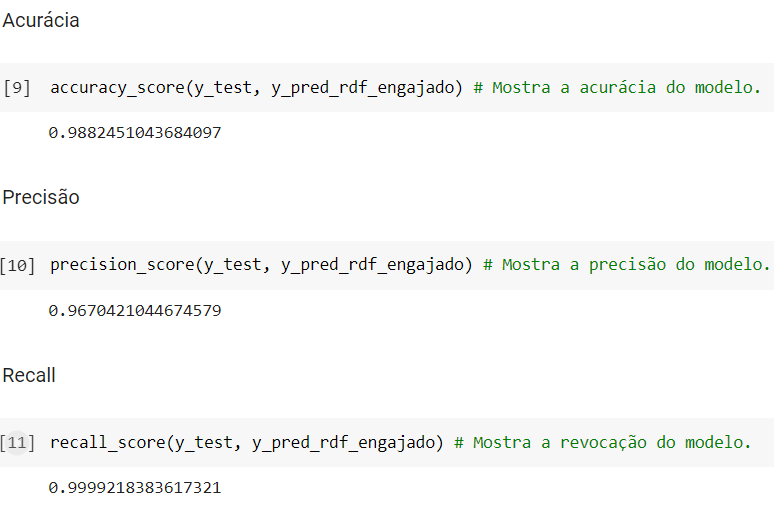 Acurácia
[9] accuracy_score(y_test, y_pred_rdf_engajado) # Mostra a acurácia do modelo.
0.9882451043684097
Precisão
[10] precision_score(y_test, y_pred_rdf_engajado) # Mostra a precisão do modelo.
0.9670421044674579
Recall
[11] recall_score(y_test, y_pred_rdf_engajado) # Mostra a revocação do modelo.
0.9999218383617321